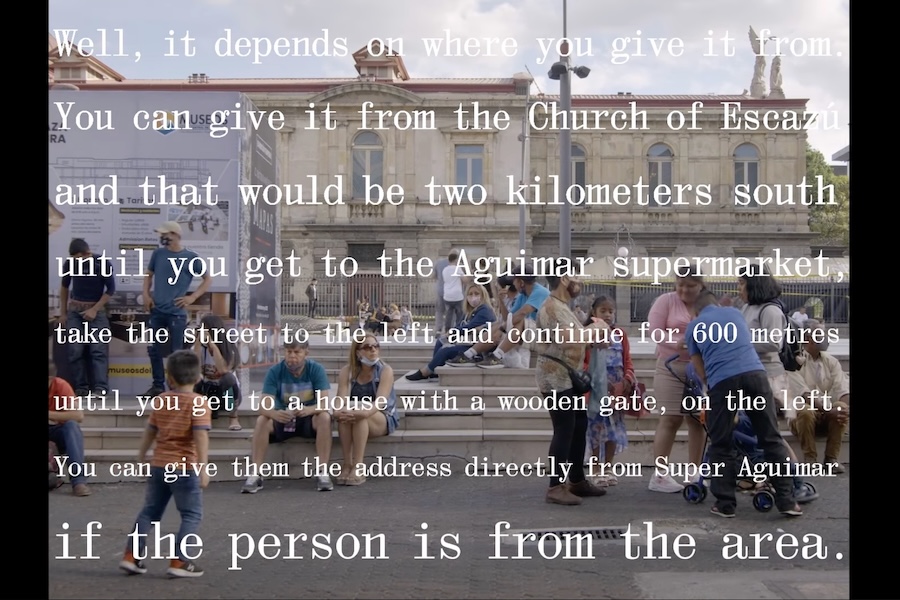 Well, it depends on where you give it from.
You can give it from the Church of Escazú
and that would be two kilometers south
until you get to the Aguimar supermarket,
take the street to the left and continue for 600 metres
until you get to a house with a wooden gate, on the left.
You can give them the address directly from Super Aguimar
if the person is from the area.
MUSEOS
museosdel